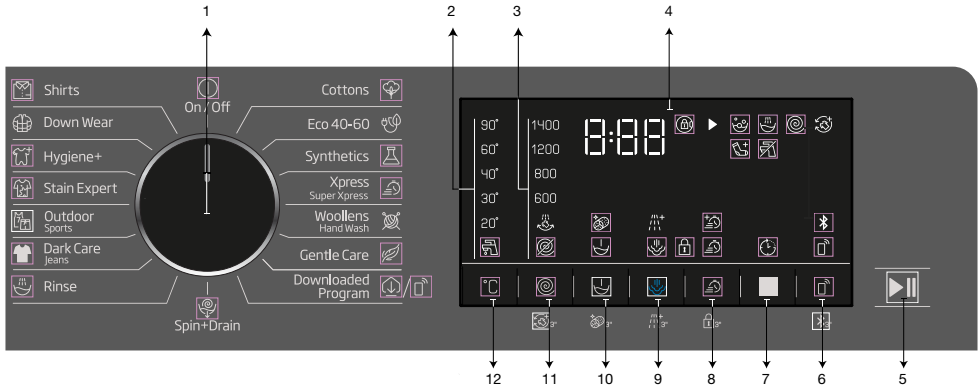 1
2
3
4
On / Off
Shirts
Down Wear
Hygiene+
Stain Expert
Outdoor
Sports
Dark Care
Jeans
Rinse
Spin+Drain
Cottons
Eco 40-60
Synthetics
Xpress
Super Xpress
Woollens
Hand Wash
Gentle Care
Downloaded
Program
90° 1400
60° 1200
40° 800
30° 600
20°
8:88
°C
3"
3"
3"
3"
3"
12 11 10 9 8 7 6 5